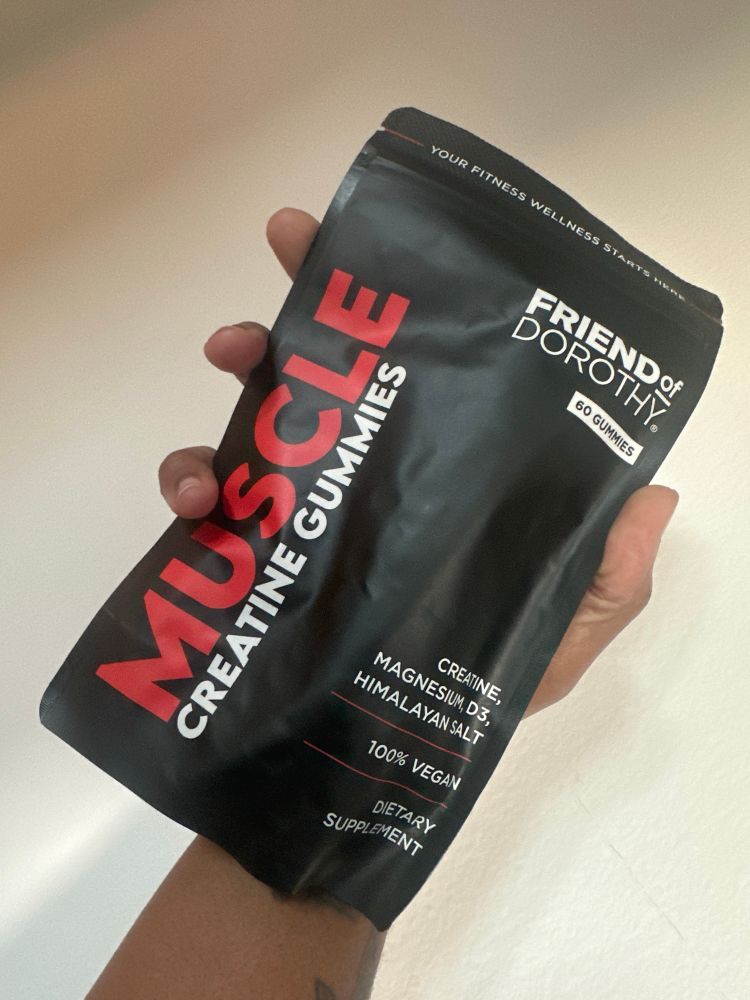 YOUR FITNESS WELLNESS STARTS HERE
FRIEND of
DOROTHY®
60 GUMMIES
MUSCLE
CREATINE GUMMIES
CREATINE,
MAGNESIUM, D3,
HIMALAYAN SALT
100% VEGAN
DIETARY
SUPPLEMENT